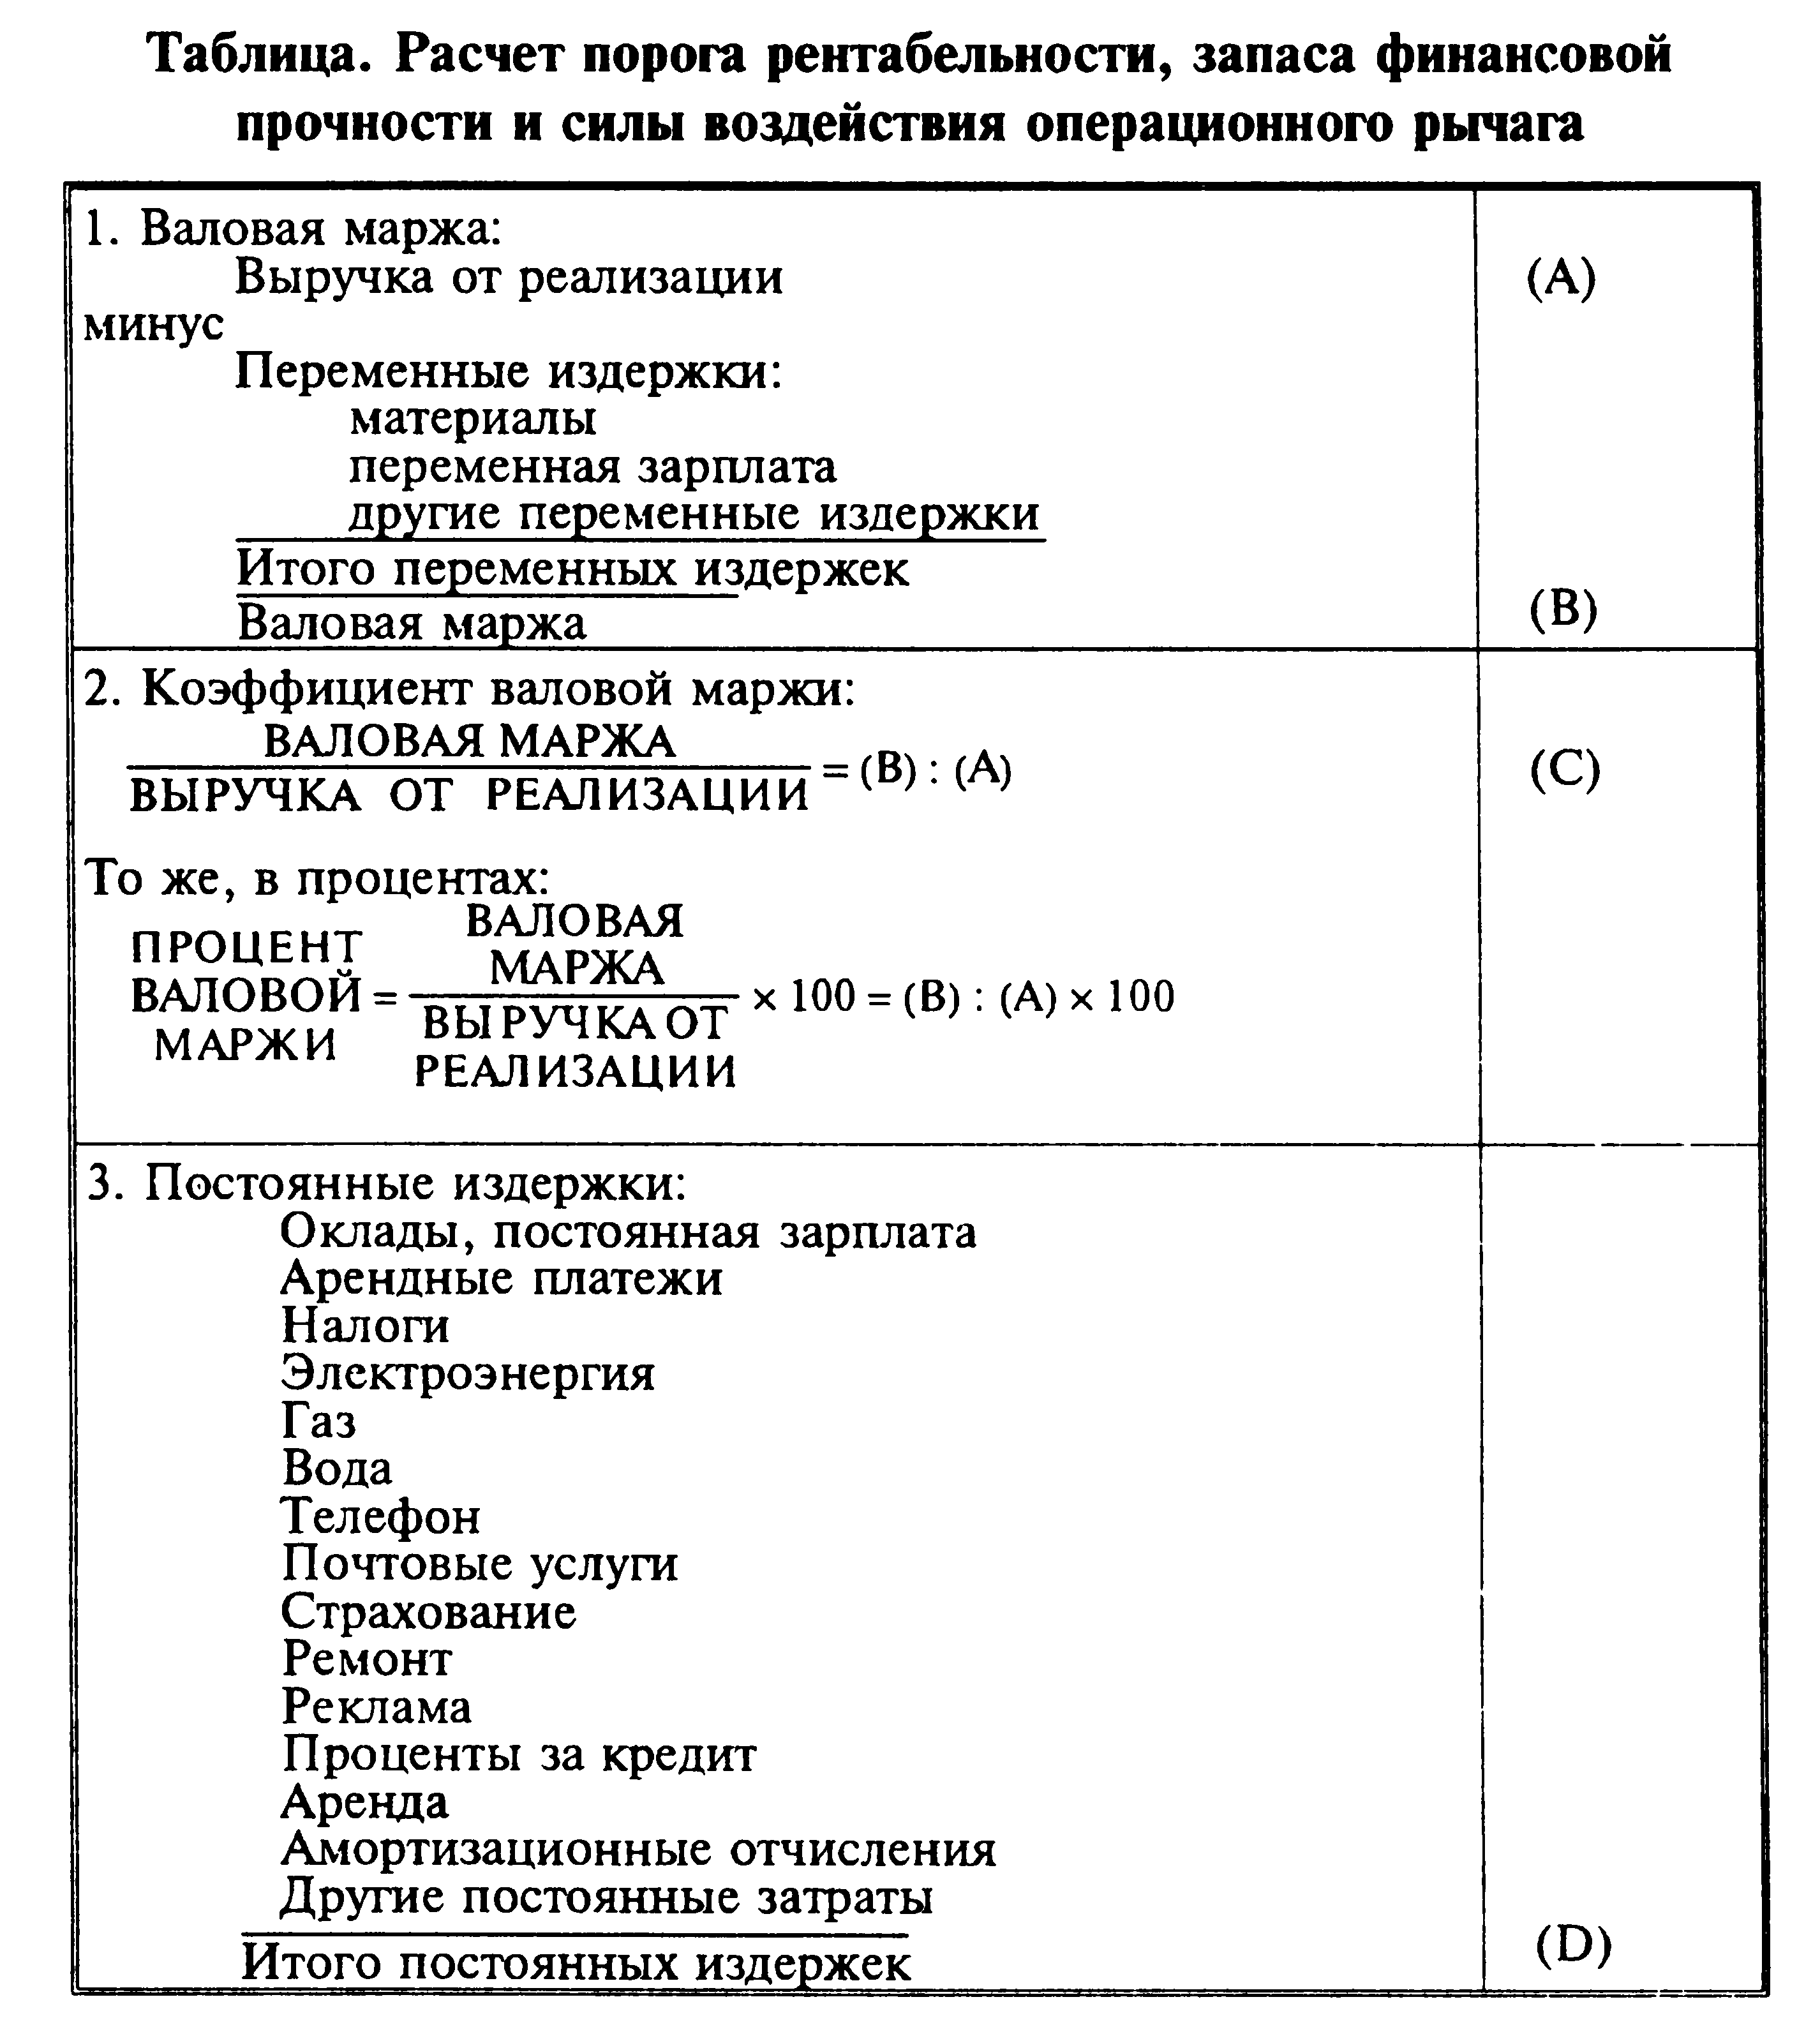 Таблица. Расчет порога рентабельности, запаса финансовой
прочности и силы воздействия операционного рычага
1. Валовая маржа:
Выручка от реализации (A)
минус
Переменные издержки:
материалы
переменная зарплата
другие переменные издержки
Итого переменных издержек
Валовая маржа (B)
2. Коэффициент валовой маржи:
ВАЛОВАЯ МАРЖА
ВЫРУЧКА ОТ РЕАЛИЗАЦИИ = (B) : (A) (C)
То же, в процентах:
ПРОЦЕНТ ВАЛОВОЙ МАРЖИ = ВАЛОВАЯ
МАРЖА
ВЫРУЧКА ОТ
РЕАЛИЗАЦИИ × 100 = (B) : (A) × 100
3. Постоянные издержки:
Оклады, постоянная зарплата
Арендные платежи
Налоги
Электроэнергия
Газ
Вода
Телефон
Почтовые услуги
Страхование
Ремонт
Реклама
Проценты за кредит
Аренда
Амортизационные отчисления
Другие постоянные затраты
Итого постоянных издержек (D)